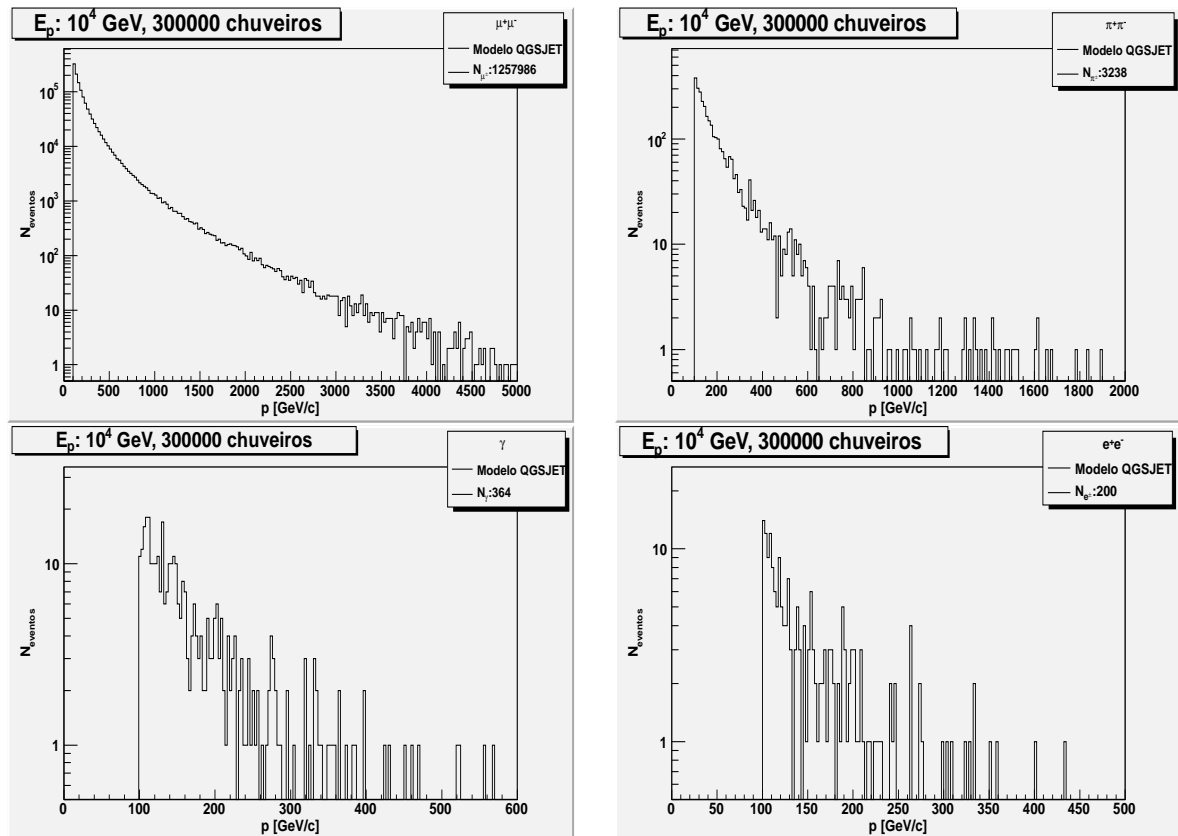 E_p: 10^4 GeV, 300000 chuveiros
μ+μ-
Modelo QGSJET
N_μ±:1257986
N_eventos
10^5
10^4
10^3
10^2
10
1
0 500 1000 1500 2000 2500 3000 3500 4000 4500 5000
p [GeV/c]
E_p: 10^4 GeV, 300000 chuveiros
π+π-
Modelo QGSJET
N_π±:3238
N_eventos
10^2
10
1
0 200 400 600 800 1000 1200 1400 1600 1800 2000
p [GeV/c]
E_p: 10^4 GeV, 300000 chuveiros
γ
Modelo QGSJET
N_γ:364
N_eventos
10
1
0 100 200 300 400 500 600
p [GeV/c]
E_p: 10^4 GeV, 300000 chuveiros
e+e-
Modelo QGSJET
N_e±:200
N_eventos
10
1
0 50 100 150 200 250 300 350 400 450 500
p [GeV/c]